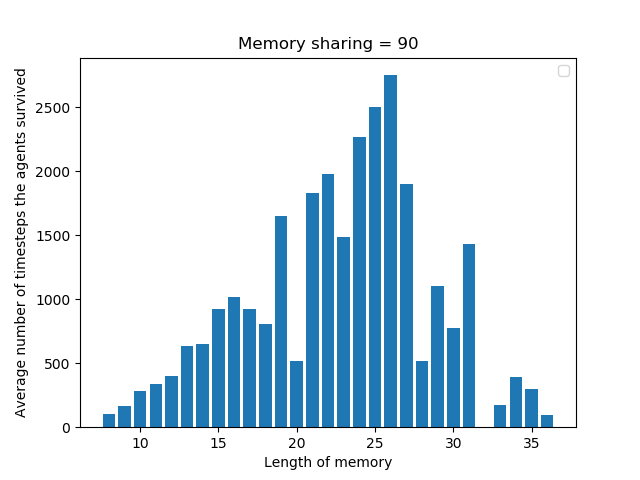 Memory sharing = 90
Average number of timesteps the agents survived
2500
2000
1500
1000
500
0
10 15 20 25 30 35
Length of memory